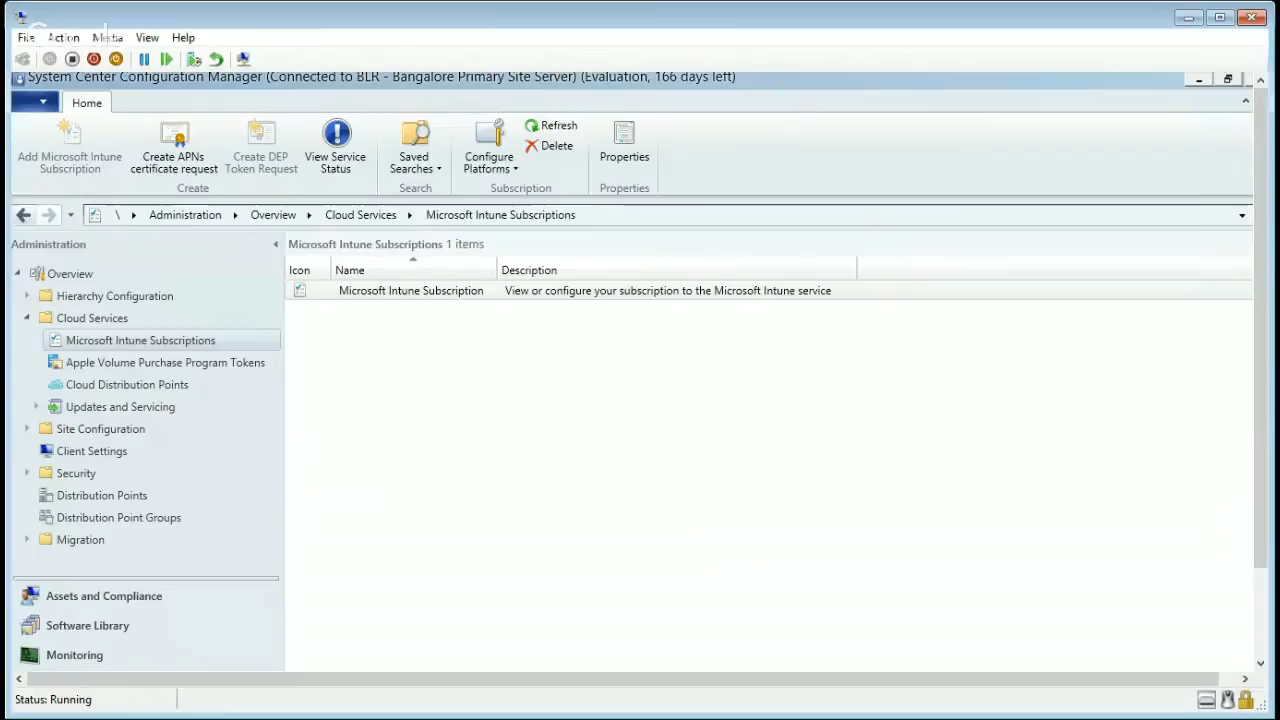 File Action Media View Help
System Center Configuration Manager (Connected to BLR - Bangalore Primary Site Server) (Evaluation, 166 days left)
Home
Add Microsoft Intune Subscription
Create APNs certificate request
Create DEP Token Request
View Service Status
Saved Searches
Configure Platforms
Refresh
Delete
Properties
Create
Search
Subscription
Properties
\ Administration Overview Cloud Services Microsoft Intune Subscriptions
Administration
Overview
Hierarchy Configuration
Cloud Services
Microsoft Intune Subscriptions
Apple Volume Purchase Program Tokens
Cloud Distribution Points
Updates and Servicing
Site Configuration
Client Settings
Security
Distribution Points
Distribution Point Groups
Migration
Assets and Compliance
Software Library
Monitoring
Microsoft Intune Subscriptions 1 items
Icon Name Description
Microsoft Intune Subscription View or configure your subscription to the Microsoft Intune service
Status: Running